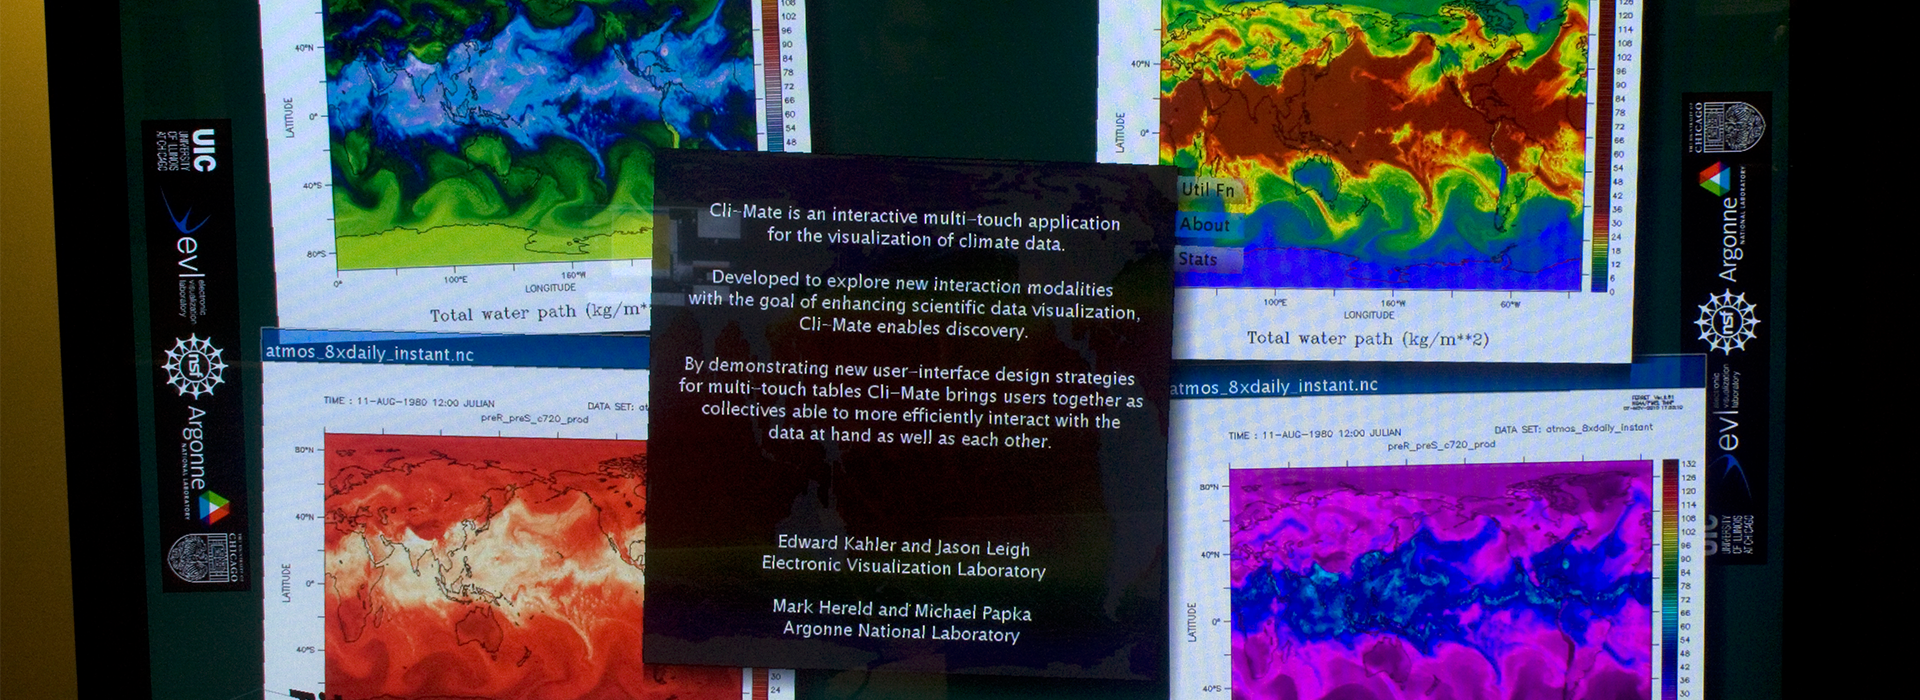 108
102
96
90
84
78
72
66
60
54
48
40°N
0°
40°S
80°S
LATITUDE
0°
100°E
160°W
LONGITUDE
Total water path (kg/m*
UIC
UNIVERSITY
OF ILLINOIS
AT CHICAGO
evl
electronic
visualization
laboratory
nsf
Argonne
NATIONAL LABORATORY
THE UNIVERSITY OF
CHICAGO
Cli-Mate is an interactive multi-touch application
for the visualization of climate data.
Developed to explore new interaction modalities
with the goal of enhancing scientific data visualization,
Cli-Mate enables discovery.
By demonstrating new user-interface design strategies
for multi-touch tables Cli-Mate brings users together as
collectives able to more efficiently interact with the
data at hand as well as each other.
Edward Kahler and Jason Leigh
Electronic Visualization Laboratory
Mark Hereld and Michael Papka
Argonne National Laboratory
Util Fn
About
Stats
126
120
114
108
102
96
90
84
78
72
66
60
54
48
42
36
30
24
18
12
6
0
40°N
0°
LATITUDE
100°E
160°W
60°W
LONGITUDE
Total water path (kg/m**2)
THE UNIVERSITY OF
CHICAGO
Argonne
NATIONAL LABORATORY
nsf
evl
electronic
visualization
laboratory
UIC
UNIVERSITY
OF ILLINOIS
AT CHICAGO
atmos_8xdaily_instant.nc
TIME : 11-AUG-1980 12:00 JULIAN
DATA SET: at
preR_preS_c720_prod
80°N
40°N
0°
40°S
LATITUDE
30
24
atmos_8xdaily_instant.nc
TIME : 11-AUG-1980 12:00 JULIAN
DATA SET: atmos_8xdaily_instant
preR_preS_c720_prod
80°N
40°N
0°
40°S
LATITUDE
132
126
120
114
108
102
96
90
84
78
72
66
60
54
48
42
36
30